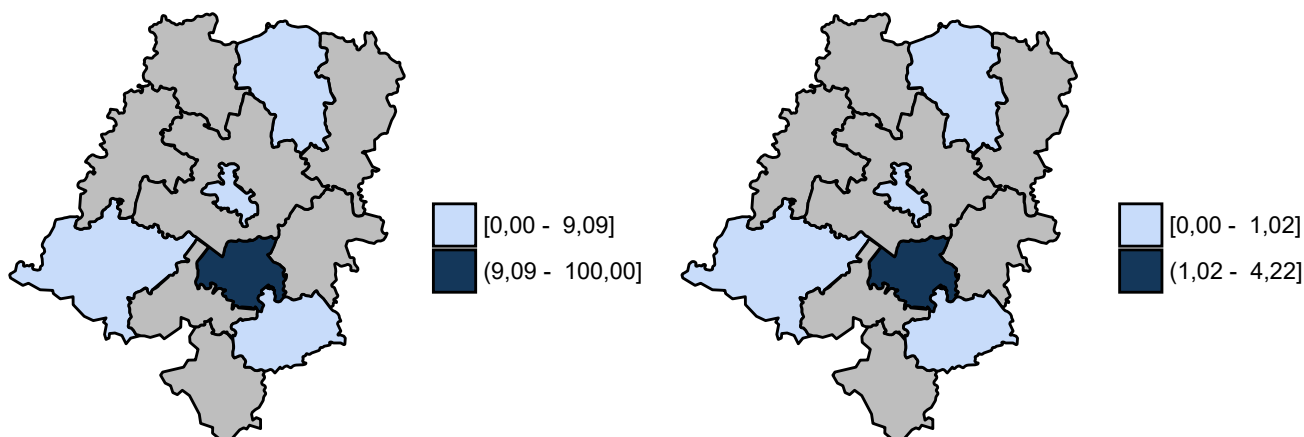 [0,00 - 9,09]
(9,09 - 100,00]
[0,00 - 1,02]
(1,02 - 4,22]